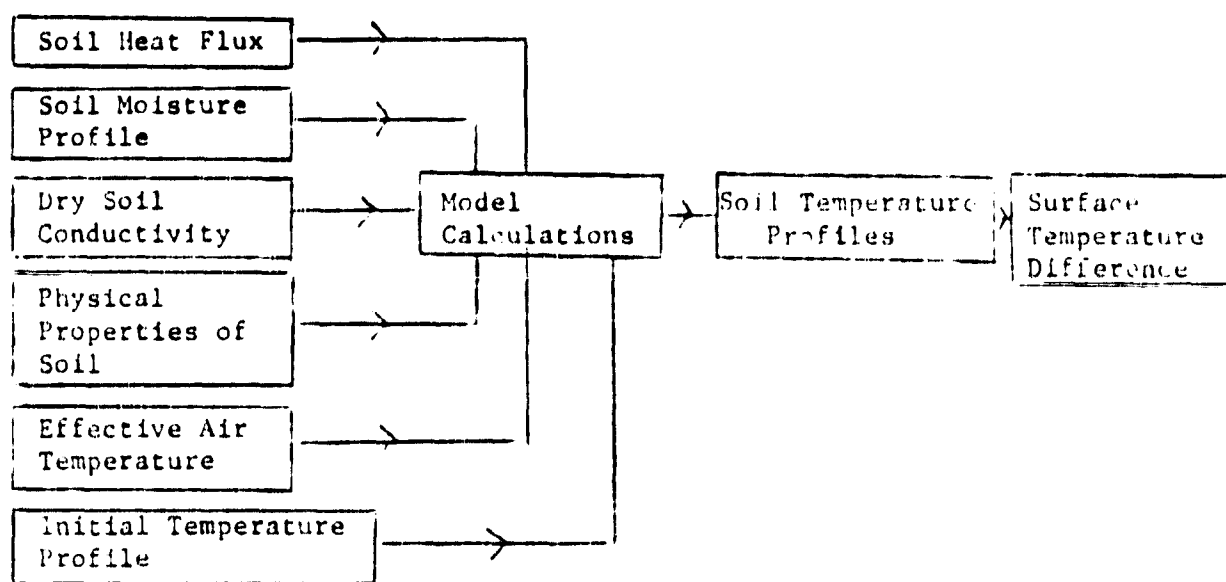 Soil Heat Flux
Soil Moisture
Profile
Dry Soil
Conductivity
Physical
Properties of
Soil
Effective Air
Temperature
Initial Temperature
Profile
Model
Calculations
Soil Temperature
Profiles
Surface
Temperature
Difference